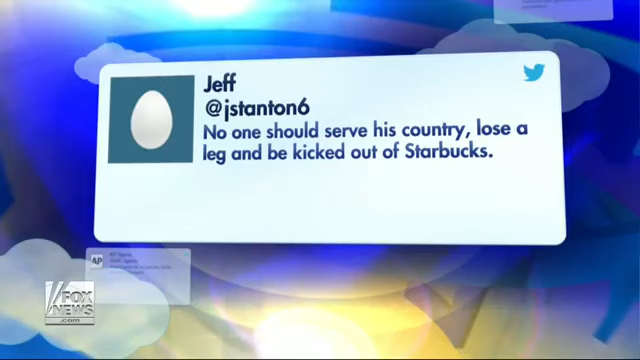 Jeff
@jstanton6
No one should serve his country, lose a
leg and be kicked out of Starbucks.
AP
FOX
NEWS
.com